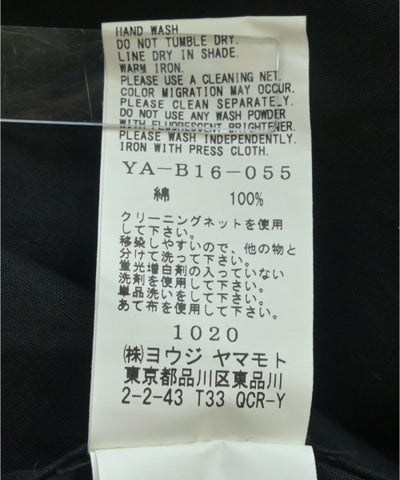 HAND WASH
DO NOT TUMBLE DRY.
LINE DRY IN SHADE.
WARM IRON.
PLEASE USE A CLEANING NET.
COLOR MIGRATION MAY OCCUR.
PLEASE CLEAN SEPARATELY.
DO NOT USE ANY WASH POWDER
WITH FLUORESCENT BRIGHTENER.
PLEASE WASH INDEPENDENTLY.
IRON WITH PRESS CLOTH.
YA-B16-055
綿 100%
クリーニングネットを使用
して下さい。
移染しやすいので、他の物と
分けて洗って下さい。
蛍光増白剤の入っていない
洗剤を使用して下さい。
単品洗いをして下さい。
あて布を使用して下さい。
1020
㈱ヨウジ ヤマモト
東京都品川区東品川
2-2-43 T33 QCR-Y